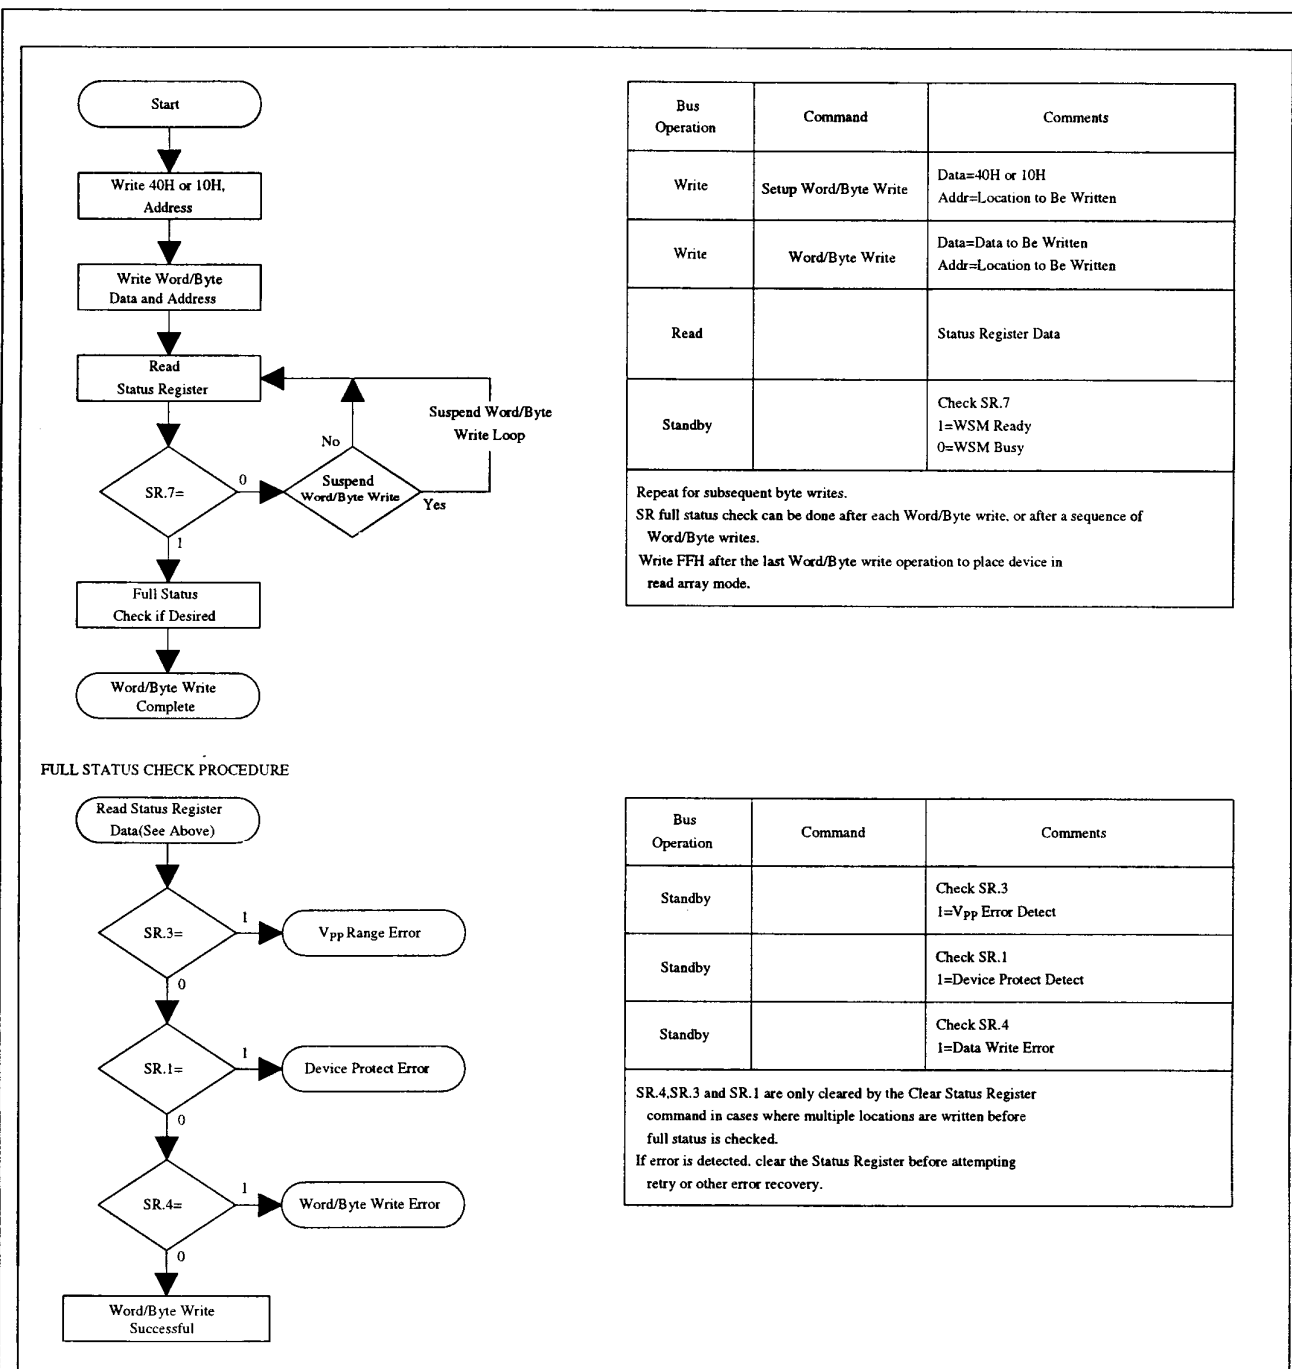 Start
Write 40H or 10H,
Address
Write Word/Byte
Data and Address
Read
Status Register
Suspend Word/Byte
Write Loop
No
SR.7=
0
Suspend
Word/Byte Write
Yes
1
Full Status
Check if Desired
Word/Byte Write
Complete
Bus
Operation
Command
Comments
Write
Setup Word/Byte Write
Data=40H or 10H
Addr=Location to Be Written
Write
Word/Byte Write
Data=Data to Be Written
Addr=Location to Be Written
Read
Status Register Data
Standby
Check SR.7
1=WSM Ready
0=WSM Busy
Repeat for subsequent byte writes.
SR full status check can be done after each Word/Byte write, or after a sequence of
Word/Byte writes.
Write FFH after the last Word/Byte write operation to place device in
read array mode.
FULL STATUS CHECK PROCEDURE
Read Status Register
Data(See Above)
SR.3=
1
VPP Range Error
0
SR.1=
1
Device Protect Error
0
SR.4=
1
Word/Byte Write Error
0
Word/Byte Write
Successful
Bus
Operation
Command
Comments
Standby
Check SR.3
1=VPP Error Detect
Standby
Check SR.1
1=Device Protect Detect
Standby
Check SR.4
1=Data Write Error
SR.4,SR.3 and SR.1 are only cleared by the Clear Status Register
command in cases where multiple locations are written before
full status is checked.
If error is detected, clear the Status Register before attempting
retry or other error recovery.